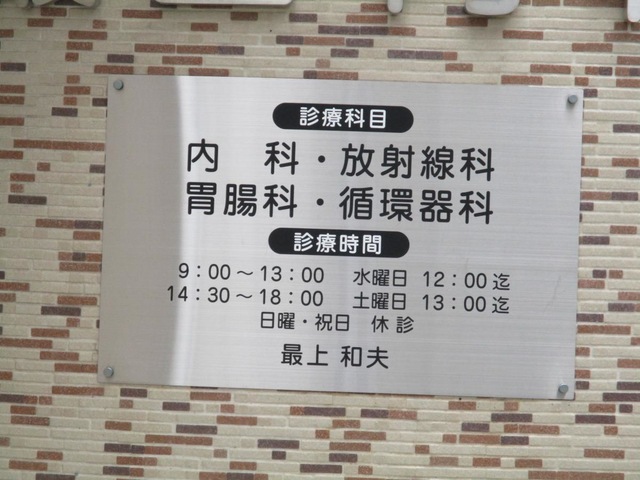 診療科目
内　科・放射線科
胃腸科・循環器科
診療時間
9：00～13：00　水曜日 12：00迄
14：30～18：00　土曜日 13：00迄
日曜・祝日　休診
最上 和夫